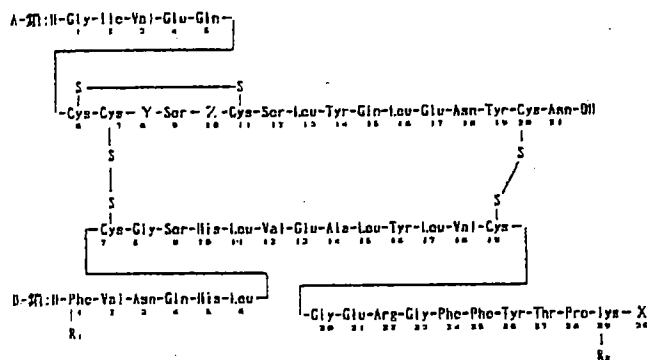 Gly-Ile-Val-Glu-Gln
1 2 3 4 5
S S
Cys-Cys-Y-Ser-Z-Cys-Ser-Leu-Tyr-Gln-Leu-Glu-Asn-Tyr-Cys-Asn-OH
6 7 8 9 10 11 12 13 14 15 16 17 18 19 20 21
S
S
S
S
Cys-Gly-Ser-His-Leu-Val-Glu-Ala-Leu-Tyr-Leu-Val-Cys
7 8 9 10 11 12 13 14 15 16 17 18 19
Phe-Val-Asn-Gln-His-Leu
1 2 3 4 5 6
Gly-Glu-Arg-Gly-Phe-Phe-Tyr-Thr-Pro-Lys-X
20 21 22 23 24 25 26 27 28 29 30
R₁